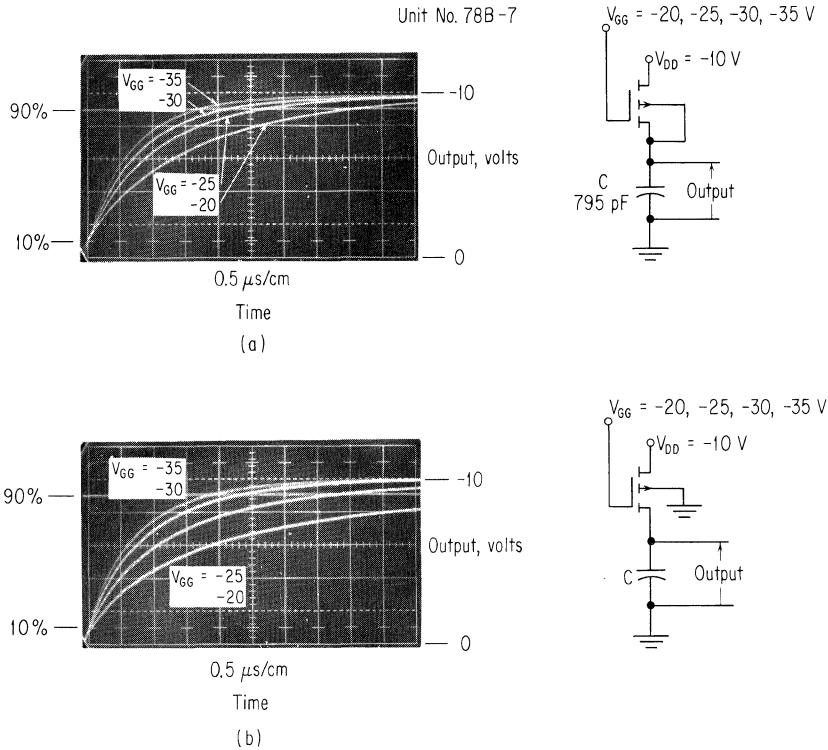 Unit No. 78B-7
V_GG = -20, -25, -30, -35 V
V_DD = -10 V
V_GG = -35
-30
90%
-10
Output, volts
V_GG = -25
-20
10%
0
C
795 pF
Output
0.5 μs/cm
Time
(a)
V_GG = -20, -25, -30, -35 V
V_DD = -10 V
V_GG = -35
-30
90%
-10
Output, volts
V_GG = -25
-20
10%
0
C
Output
0.5 μs/cm
Time
(b)